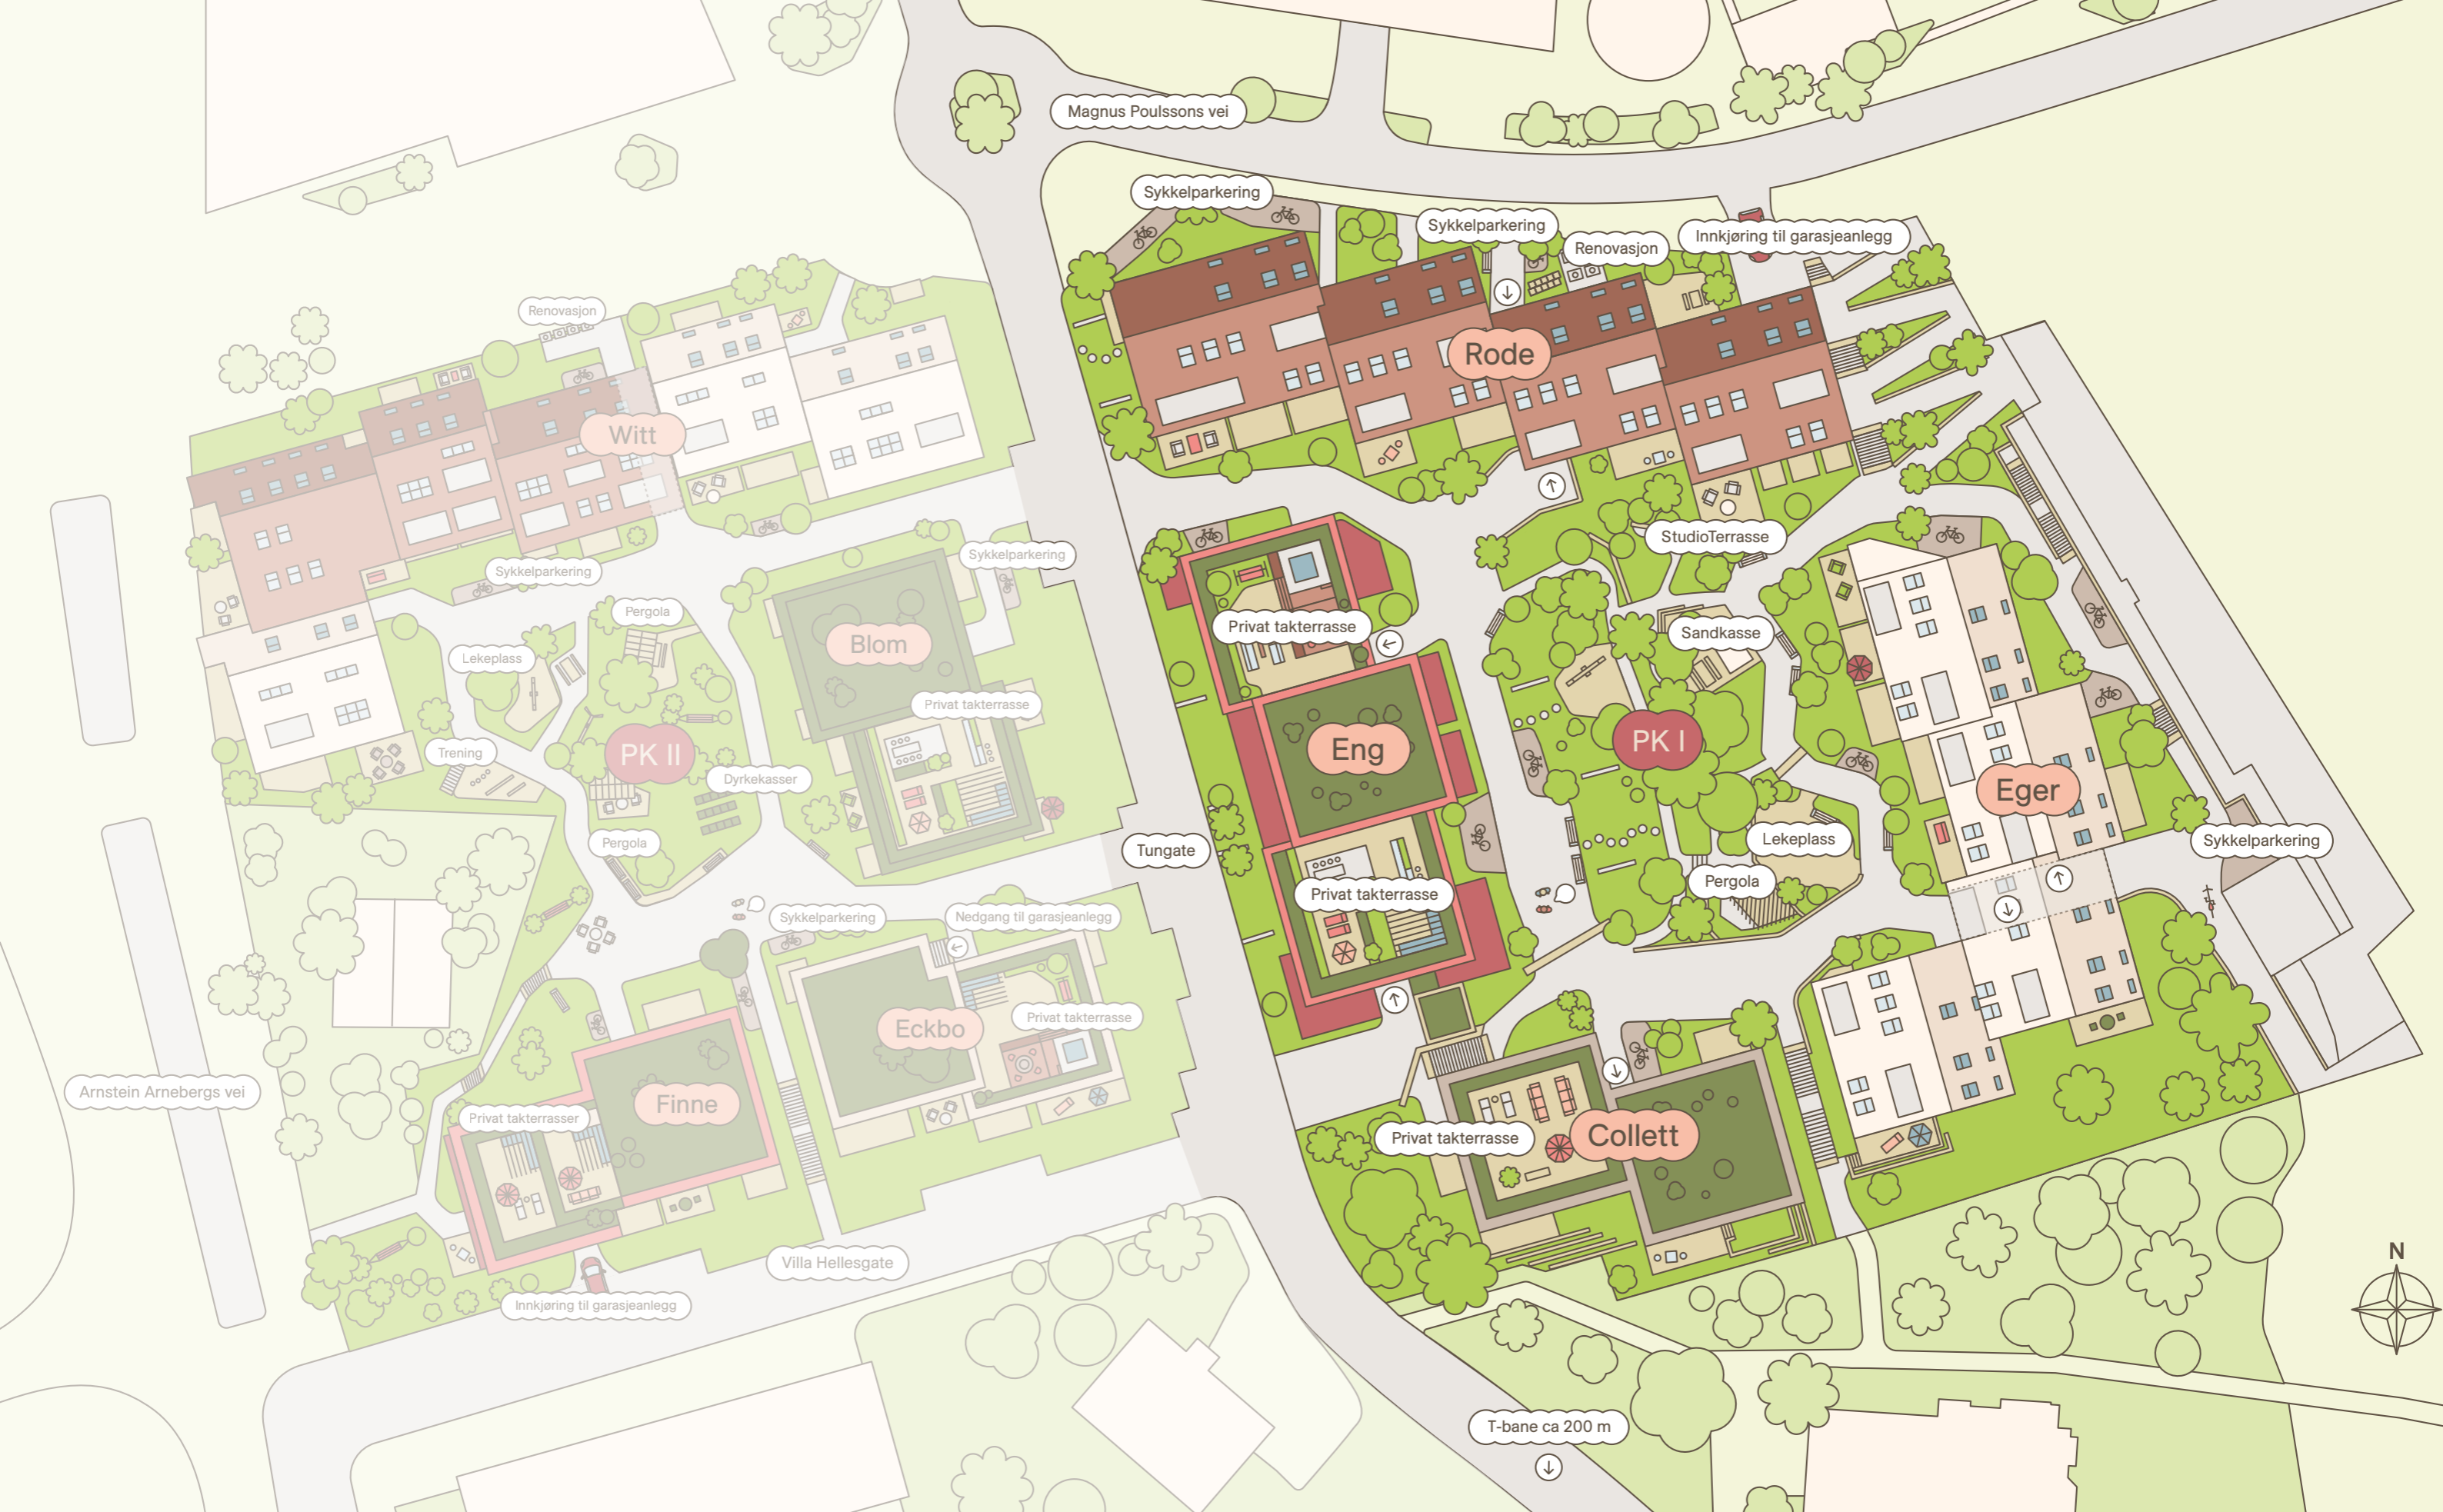 Magnus Poulssons vei
Sykkelparkering
Sykkelparkering
Innkjøring til garasjeanlegg
Renovasjon
Renovasjon
Rode
Witt
StudioTerrasse
Sykkelparkering
Sykkelparkering
Pergola
Privat takterrasse
Sandkasse
Blom
Lekeplass
Privat takterrasse
PK I
Eng
Trening
PK II
Dyrkekasser
Eger
Pergola
Tungate
Lekeplass
Sykkelparkering
Pergola
Privat takterrasse
Sykkelparkering
Nedgang til garasjeanlegg
Eckbo
Privat takterrasse
Arnstein Arnebergs vei
Finne
Privat takterrasser
Privat takterrasse
Collett
Villa Hellesgate
N
Innkjøring til garasjeanlegg
T-bane ca 200 m